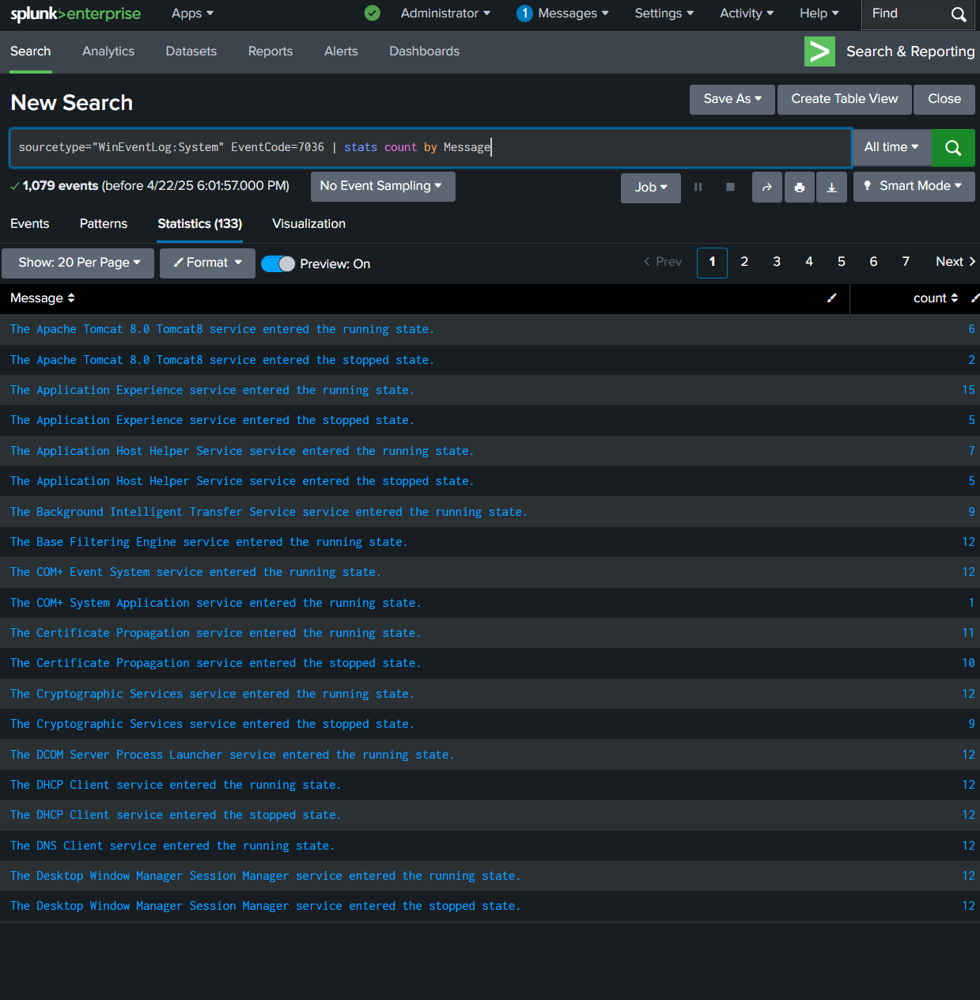 splunk>enterprise Apps Administrator 1 Messages Settings Activity Help Find
Search Analytics Datasets Reports Alerts Dashboards Search & Reporting
New Search Save As Create Table View Close
sourcetype="WinEventLog:System" EventCode=7036 | stats count by Message All time
1,079 events (before 4/22/25 6:01:57.000 PM) No Event Sampling Job Smart Mode
Events Patterns Statistics (133) Visualization
Show: 20 Per Page Format Preview: On < Prev 1 2 3 4 5 6 7 Next >
Message count
The Apache Tomcat 8.0 Tomcat8 service entered the running state. 6
The Apache Tomcat 8.0 Tomcat8 service entered the stopped state. 2
The Application Experience service entered the running state. 15
The Application Experience service entered the stopped state. 5
The Application Host Helper Service service entered the running state. 7
The Application Host Helper Service service entered the stopped state. 5
The Background Intelligent Transfer Service service entered the running state. 9
The Base Filtering Engine service entered the running state. 12
The COM+ Event System service entered the running state. 12
The COM+ System Application service entered the running state. 1
The Certificate Propagation service entered the running state. 11
The Certificate Propagation service entered the stopped state. 10
The Cryptographic Services service entered the running state. 12
The Cryptographic Services service entered the stopped state. 9
The DCOM Server Process Launcher service entered the running state. 12
The DHCP Client service entered the running state. 12
The DHCP Client service entered the stopped state. 12
The DNS Client service entered the running state. 12
The Desktop Window Manager Session Manager service entered the running state. 12
The Desktop Window Manager Session Manager service entered the stopped state. 12